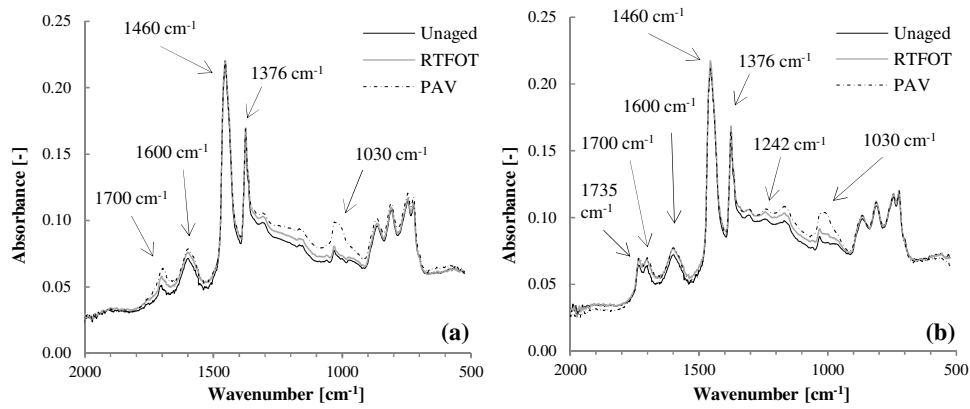 0.25
0.20
0.15
0.10
0.05
0.00
Absorbance [-]
1460 cm⁻¹
1376 cm⁻¹
1600 cm⁻¹
1700 cm⁻¹
1030 cm⁻¹
Unaged
RTFOT
PAV
(a)
2000 1500 1000 500
Wavenumber [cm⁻¹]
0.25
0.20
0.15
0.10
0.05
0.00
Absorbance [-]
1460 cm⁻¹
1376 cm⁻¹
1600 cm⁻¹
1700 cm⁻¹
1735
cm⁻¹
1242 cm⁻¹
1030 cm⁻¹
Unaged
RTFOT
PAV
(b)
2000 1500 1000 500
Wavenumber [cm⁻¹]